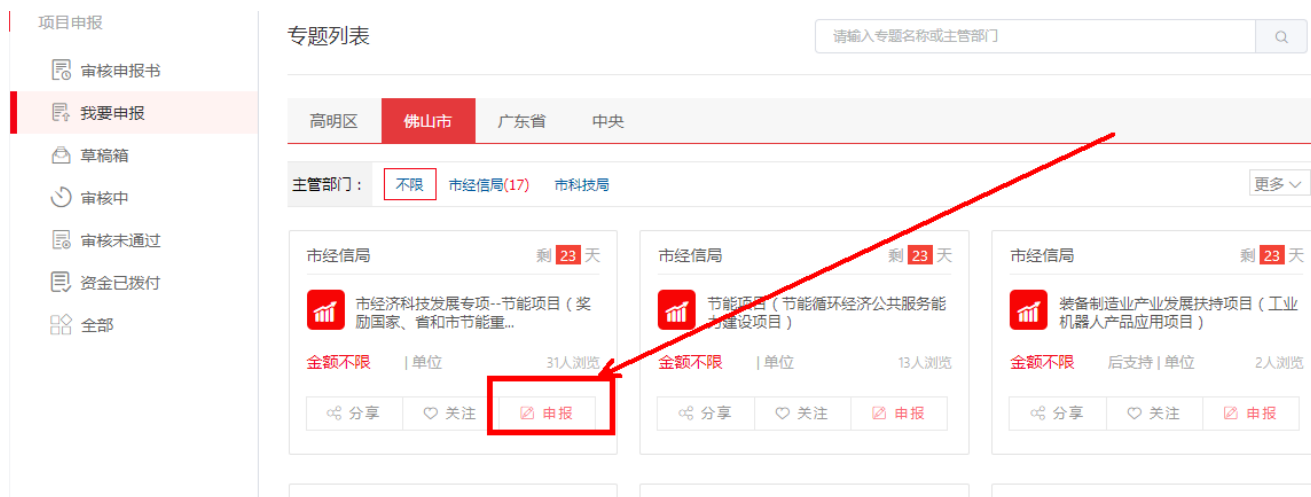 项目申报
审核申报书
我要申报
草稿箱
审核中
审核未通过
资金已拨付
全部
专题列表
请输入专题名称或主管部门
高明区 佛山市 广东省 中央
主管部门： 不限 市经信局(17) 市科技局 更多
市经信局 剩 23 天
市经济科技发展专项--节能项目（奖
励国家、省和市节能重...
金额不限 | 单位 31人浏览
分享 关注 申报
市经信局 剩 23 天
节能项目（节能循环经济公共服务能
力建设项目）
金额不限 | 单位 13人浏览
分享 关注 申报
市经信局 剩 23 天
装备制造业产业发展扶持项目（工业
机器人产品应用项目）
金额不限 后支持 | 单位 2人浏览
分享 关注 申报